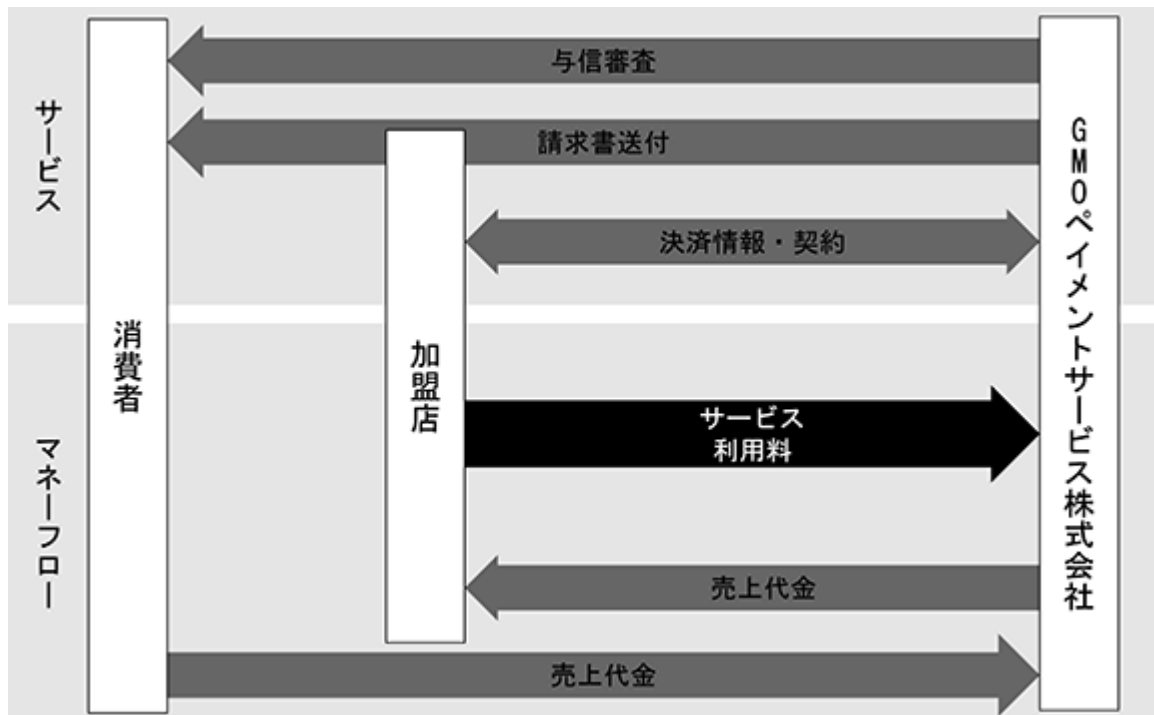 サービス
与信審査
請求書送付
決済情報・契約
消費者
加盟店
GMOペイメントサービス株式会社
マネーフロー
サービス
利用料
売上代金
売上代金